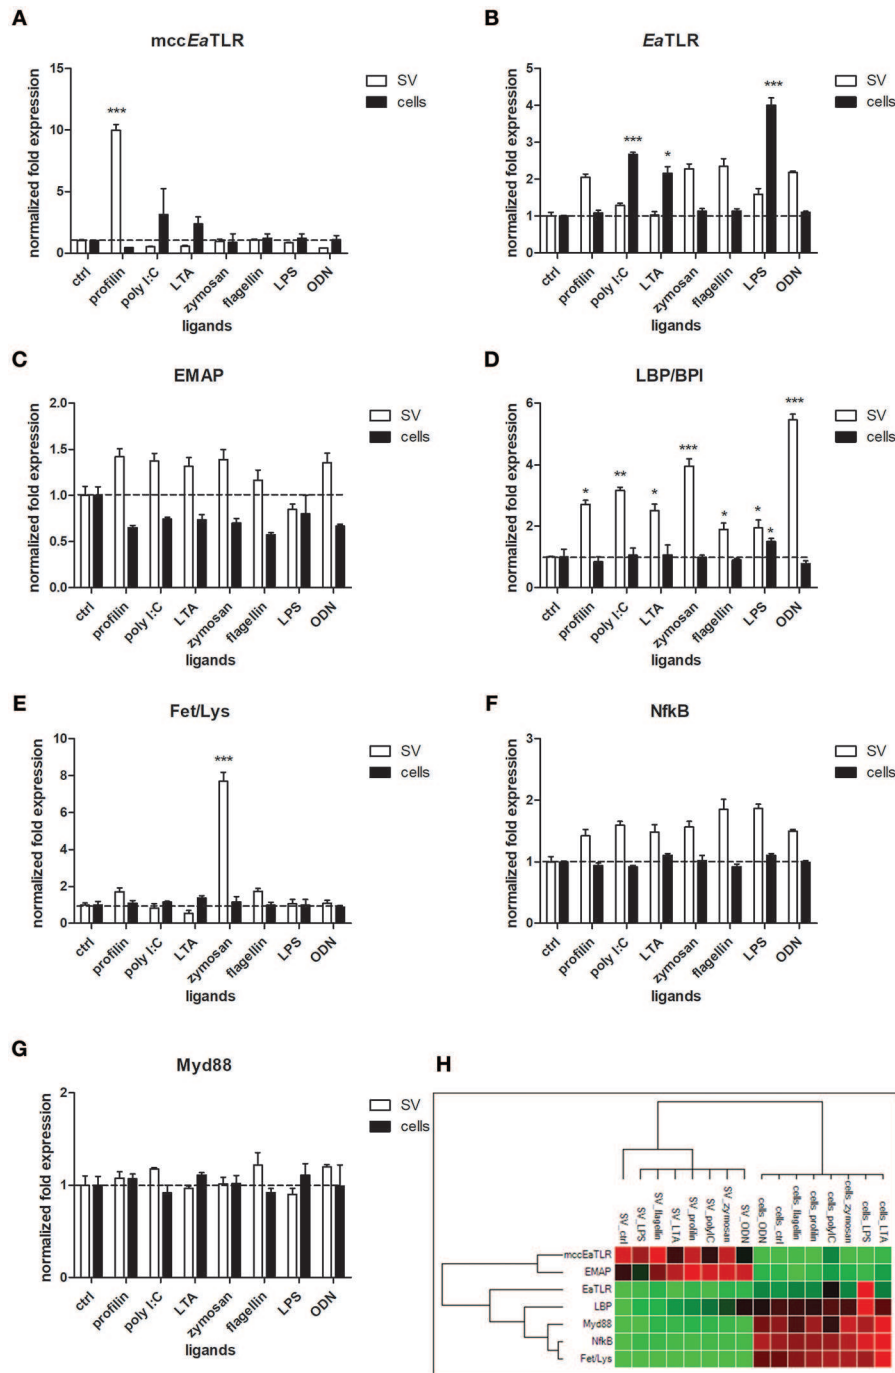 A
mccEaTLR
normalized fold expression
15
10
5
0
***
SV
cells
ctrl
profilin
poly I:C
LTA
zymosan
flagellin
LPS
ODN
ligands
B
EaTLR
normalized fold expression
5
4
3
2
1
0
***
*
***
SV
cells
ctrl
profilin
poly I:C
LTA
zymosan
flagellin
LPS
ODN
ligands
C
EMAP
normalized fold expression
2.0
1.5
1.0
0.5
0.0
SV
cells
ctrl
profilin
poly I:C
LTA
zymosan
flagellin
LPS
ODN
ligands
D
LBP/BPI
normalized fold expression
6
4
2
0
*
**
*
***
*
*
*
***
SV
cells
ctrl
profilin
poly I:C
LTA
zymosan
flagellin
LPS
ODN
ligands
E
Fet/Lys
normalized fold expression
10
8
6
4
2
0
***
SV
cells
ctrl
profilin
poly I:C
LTA
zymosan
flagellin
LPS
ODN
ligands
F
NfkB
normalized fold expression
3
2
1
0
SV
cells
ctrl
profilin
poly I:C
LTA
zymosan
flagellin
LPS
ODN
ligands
G
Myd88
normalized fold expression
2
1
0
SV
cells
ctrl
profilin
poly I:C
LTA
zymosan
flagellin
LPS
ODN
ligands
H
SV_ctrl
SV_LPS
SV_flagellin
SV_LTA
SV_profilin
SV_polyIC
SV_zymosan
SV_ODN
cells_ODN
cells_ctrl
cells_flagellin
cells_profilin
cells_polyIC
cells_zymosan
cells_LPS
cells_LTA
mccEaTLR
EMAP
EaTLR
LBP
Myd88
NfkB
Fet/Lys